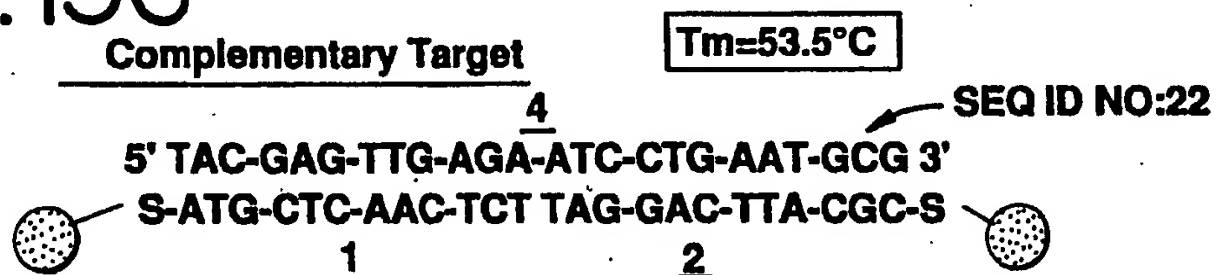 Complementary Target
Tm=53.5°C
4
SEQ ID NO:22
5' TAC-GAG-TTG-AGA-ATC-CTG-AAT-GCG 3'
S-ATG-CTC-AAC-TCT TAG-GAC-TTA-CGC-S
1 2